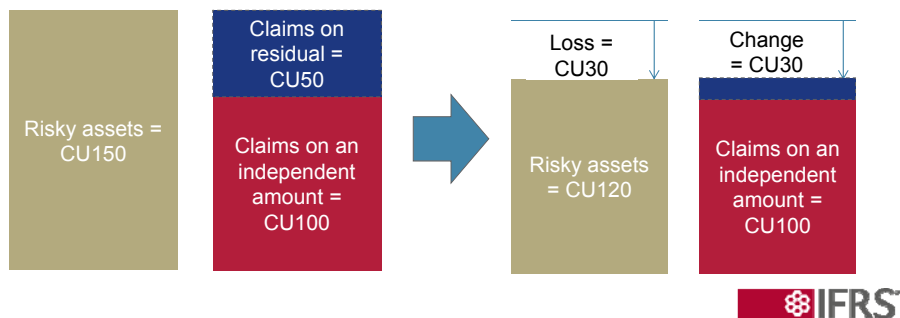 Risky assets =
CU150
Claims on
residual =
CU50
Claims on an
independent
amount =
CU100
Loss =
CU30
Risky assets
= CU120
Change
= CU30
Claims on an
independent
amount =
CU100
IFRS